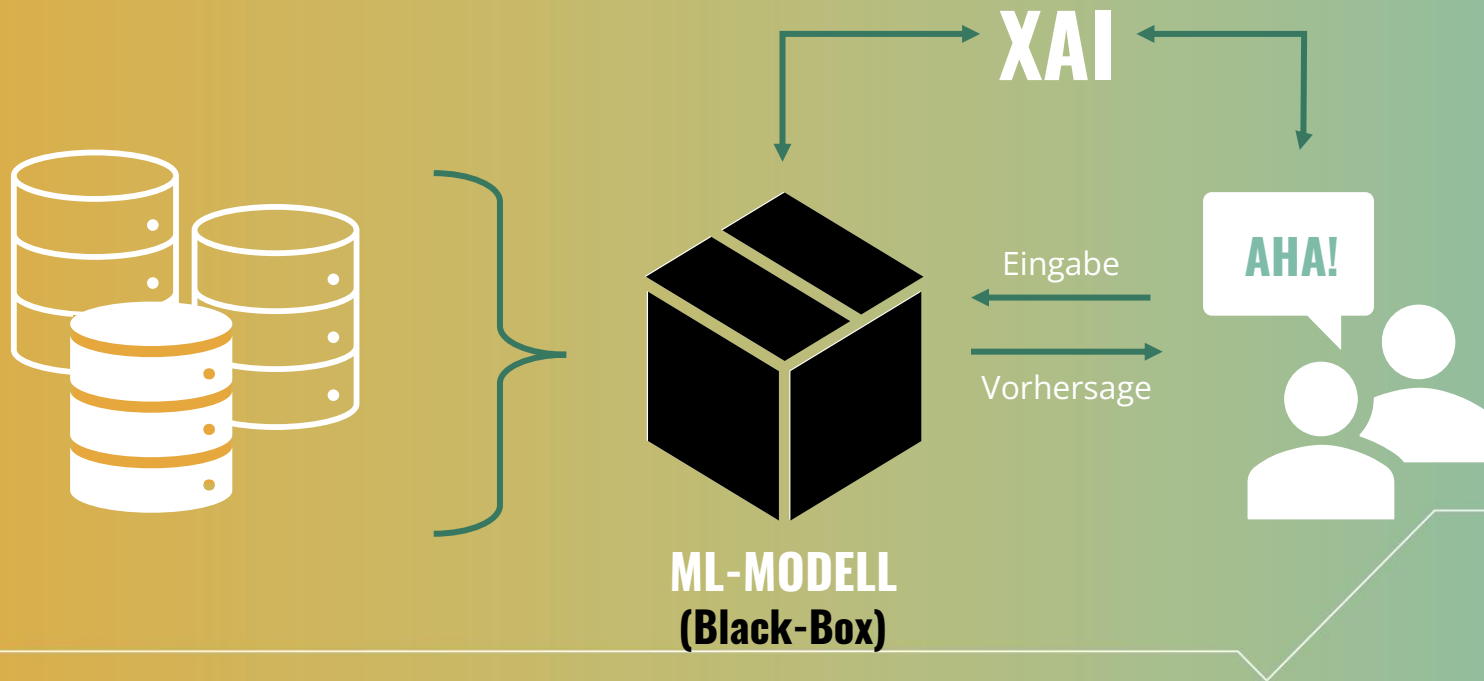 XAI
Eingabe
AHA!
Vorhersage
ML-MODELL
(Black-Box)